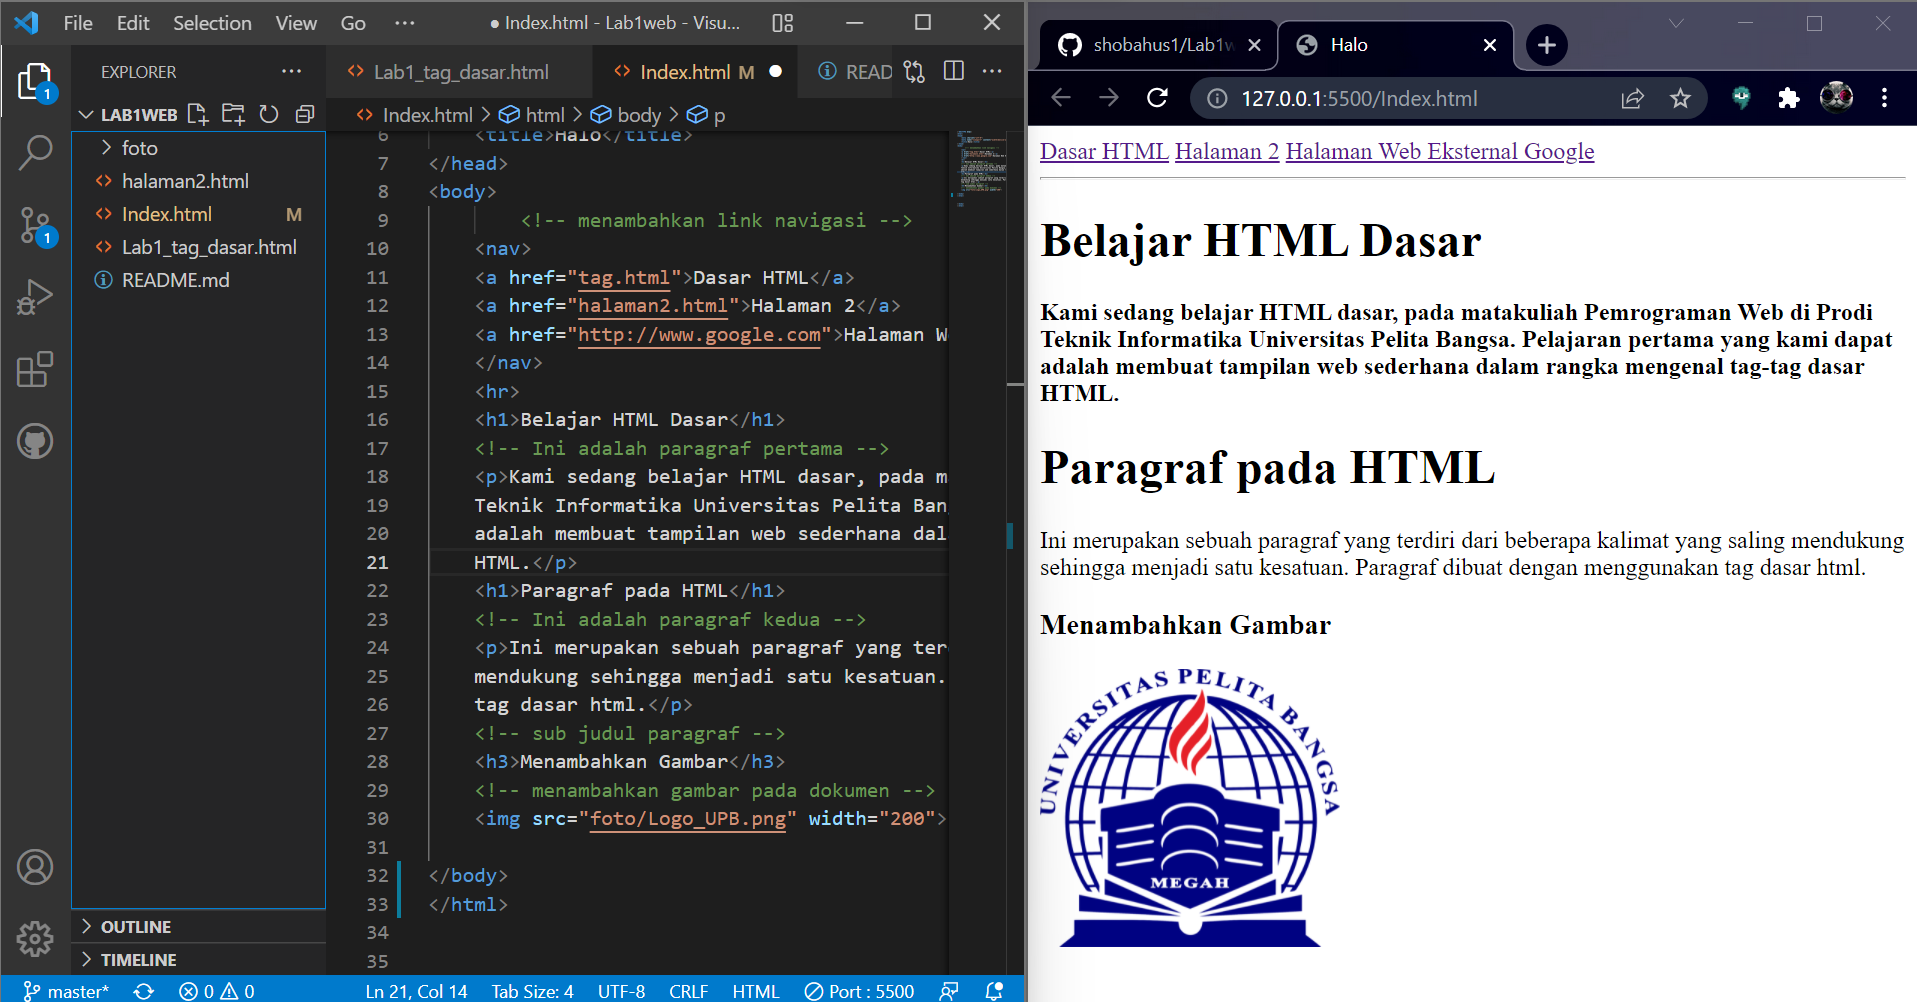 File Edit Selection View Go ··· ● Index.html - Lab1web - Visu...
EXPLORER ···
LAB1WEB
foto
halaman2.html
Index.html M
Lab1_tag_dasar.html
README.md
OUTLINE
TIMELINE
Lab1_tag_dasar.html Index.html M ● READ ···
Index.html > html > body > p
6 <title>Halo</title>
7 </head>
8 <body>
9 <!-- menambahkan link navigasi -->
10 <nav>
11 <a href="tag.html">Dasar HTML</a>
12 <a href="halaman2.html">Halaman 2</a>
13 <a href="http://www.google.com">Halaman W
14 </nav>
15 <hr>
16 <h1>Belajar HTML Dasar</h1>
17 <!-- Ini adalah paragraf pertama -->
18 <p>Kami sedang belajar HTML dasar, pada m
19 Teknik Informatika Universitas Pelita Ban
20 adalah membuat tampilan web sederhana dal
21 HTML.</p>
22 <h1>Paragraf pada HTML</h1>
23 <!-- Ini adalah paragraf kedua -->
24 <p>Ini merupakan sebuah paragraf yang ter
25 mendukung sehingga menjadi satu kesatuan.
26 tag dasar html.</p>
27 <!-- sub judul paragraf -->
28 <h3>Menambahkan Gambar</h3>
29 <!-- menambahkan gambar pada dokumen -->
30 <img src="foto/Logo_UPB.png" width="200">
31
32 </body>
33 </html>
34
35
master* 0 0 Ln 21, Col 14 Tab Size: 4 UTF-8 CRLF HTML Port : 5500
shobahus1/Lab1w Halo
127.0.0.1:5500/Index.html
Dasar HTML Halaman 2 Halaman Web Eksternal Google
Belajar HTML Dasar
Kami sedang belajar HTML dasar, pada matakuliah Pemrograman Web di Prodi
Teknik Informatika Universitas Pelita Bangsa. Pelajaran pertama yang kami dapat
adalah membuat tampilan web sederhana dalam rangka mengenal tag-tag dasar
HTML.
Paragraf pada HTML
Ini merupakan sebuah paragraf yang terdiri dari beberapa kalimat yang saling mendukung
sehingga menjadi satu kesatuan. Paragraf dibuat dengan menggunakan tag dasar html.
Menambahkan Gambar
UNIVERSITAS PELITA BANGSA
MEGAH